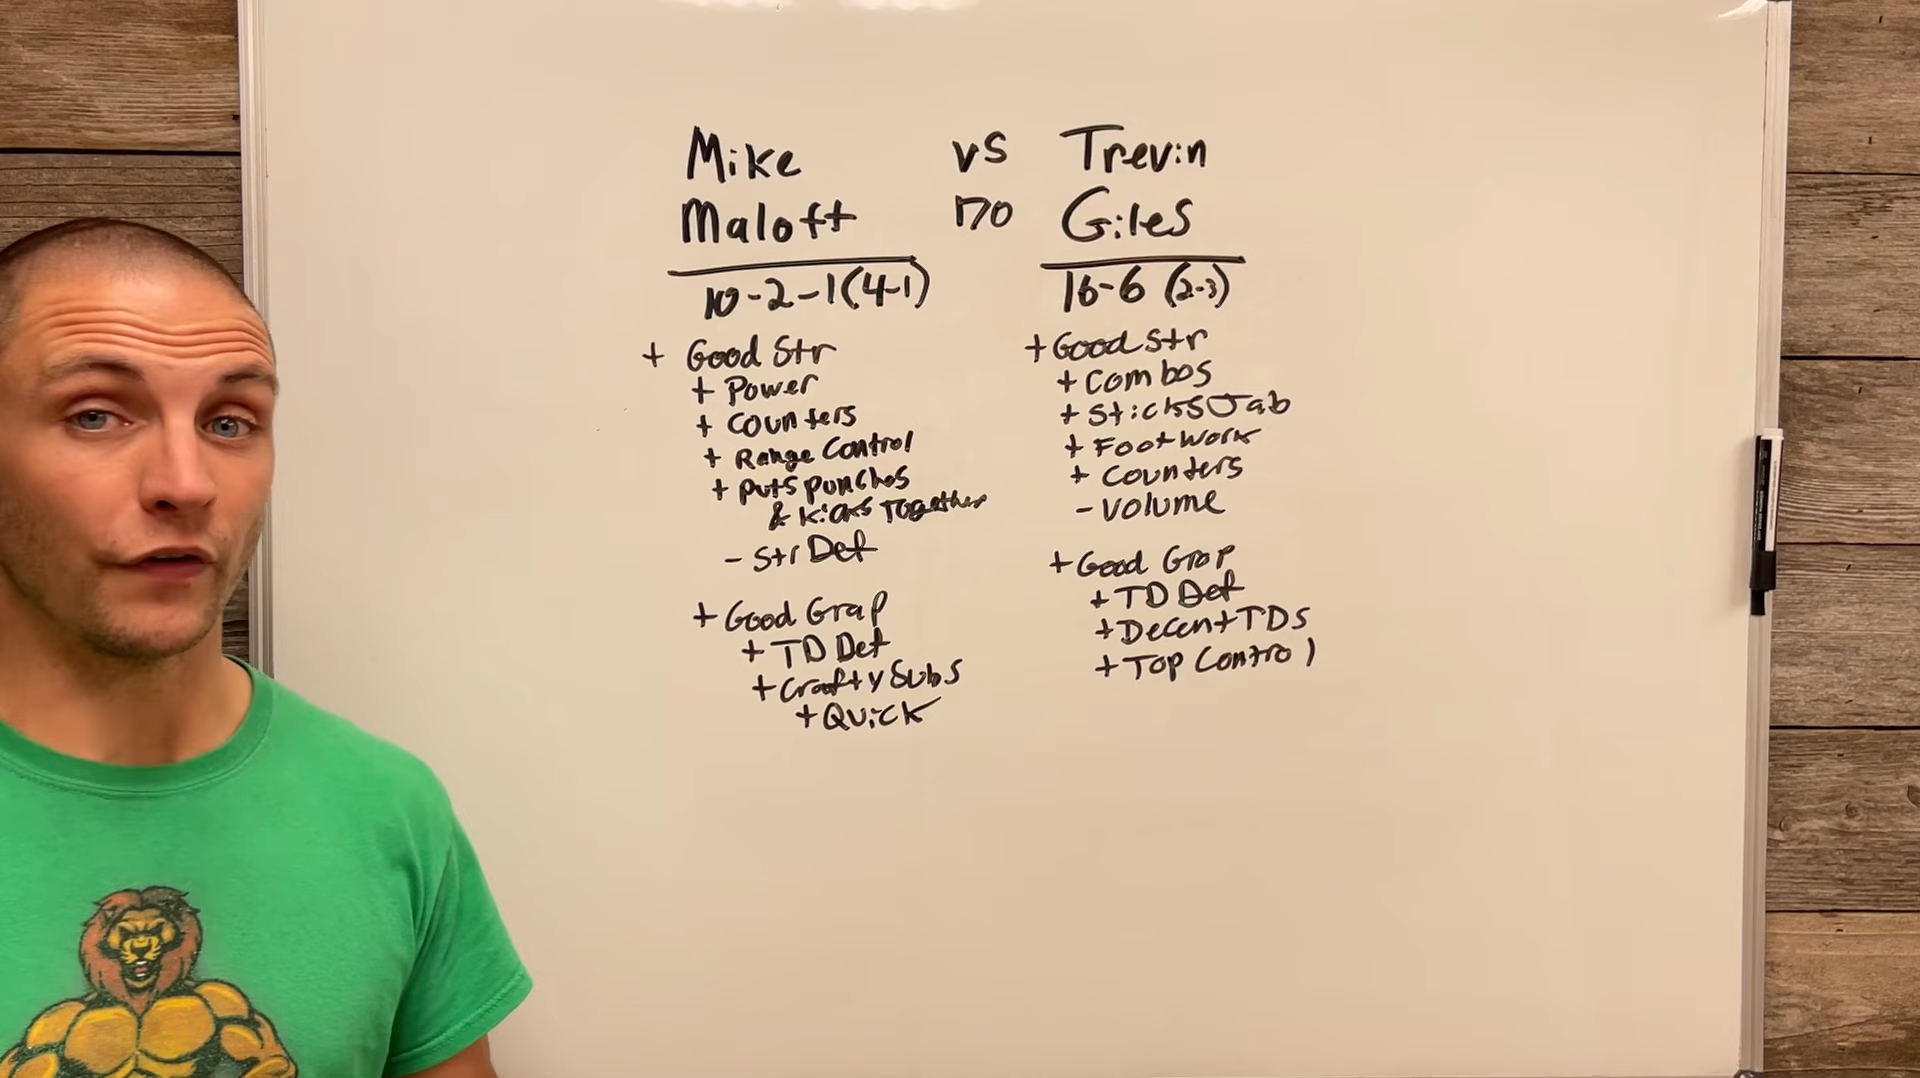 Mike vs Trevin
Malott 170 Giles
10-2-1(4-1)
+ Good Str
+ Power
+ Counters
+ Range Control
+ Puts punches
& Kicks Together
- Str Def
+ Good Grap
+ TD Def
+ Crafty Subs
+ Quick
16-6 (2-3)
+ Good Str
+ Combos
+ Sticks Jab
+ Footwork
+ Counters
- Volume
+ Good Grap
+ TD Def
+ Decent TDs
+ Top Control